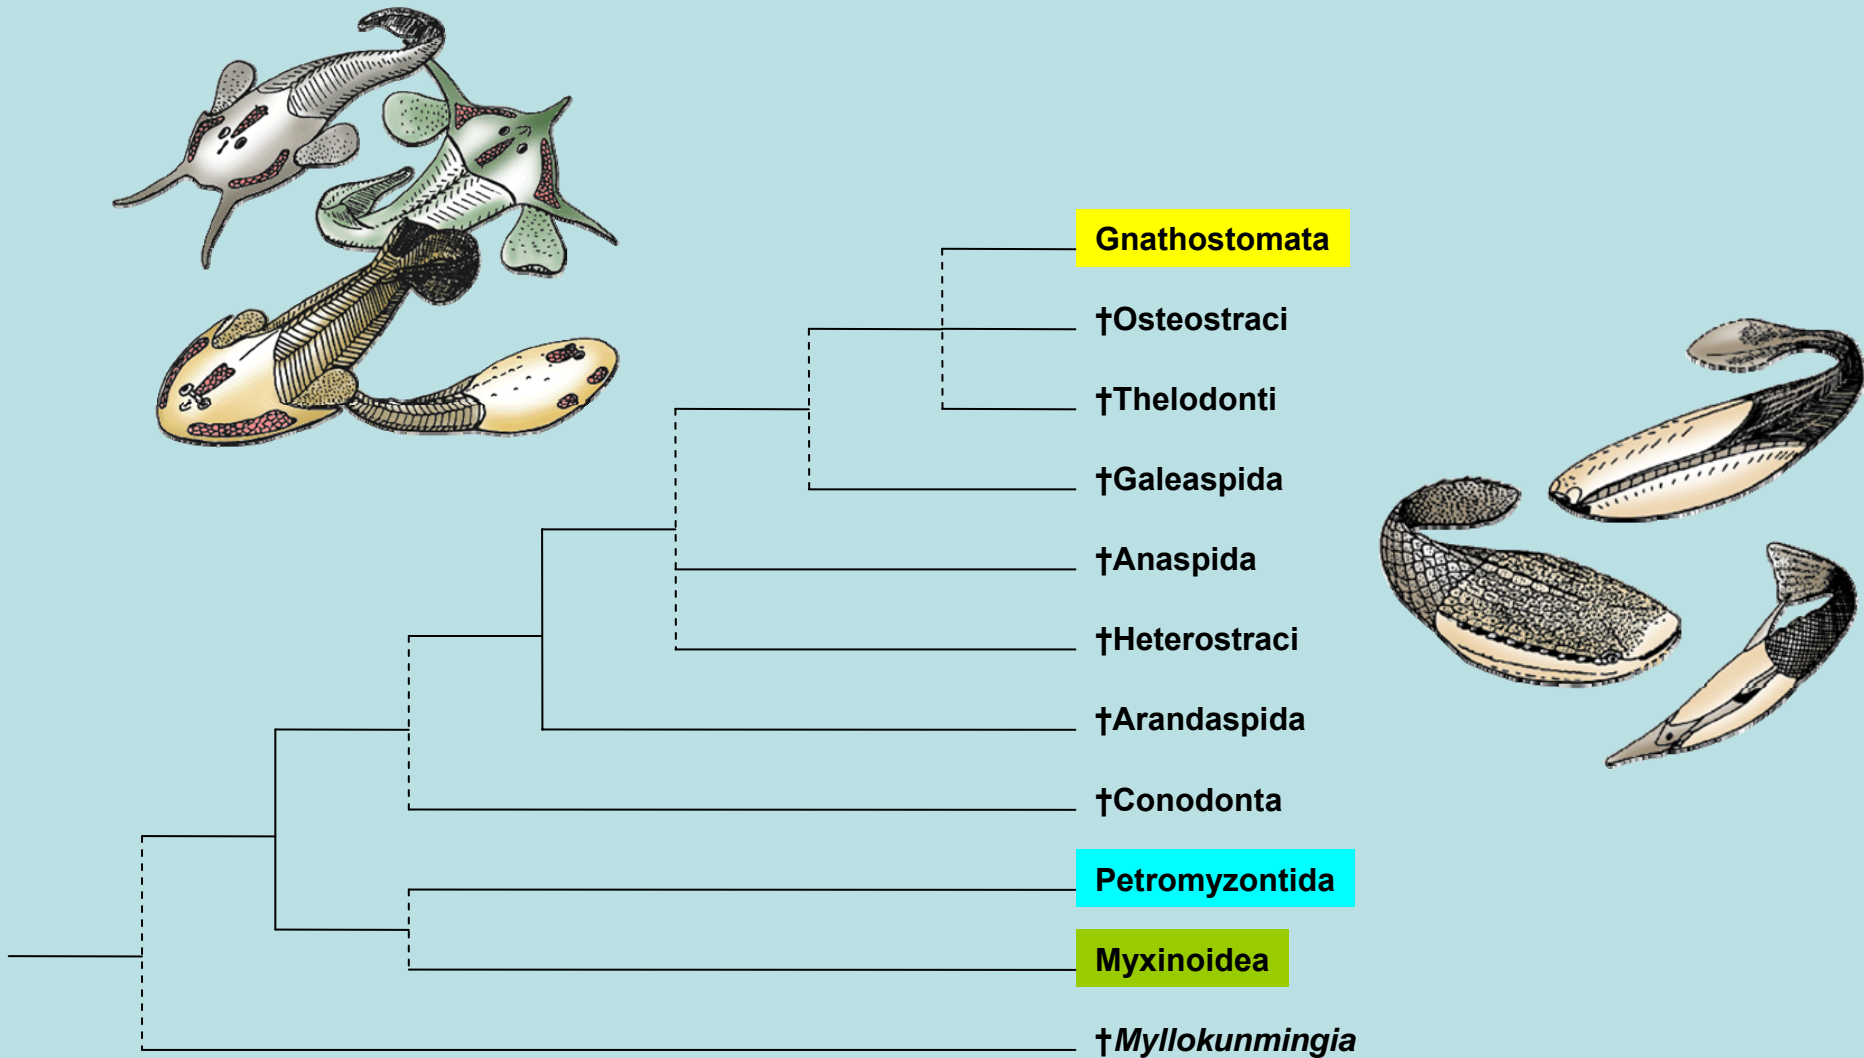 Gnathostomata
†Osteostraci
†Thelodonti
†Galeaspida
†Anaspida
†Heterostraci
†Arandaspida
†Conodonta
Petromyzontida
Myxinoidea
†Myllokunmingia